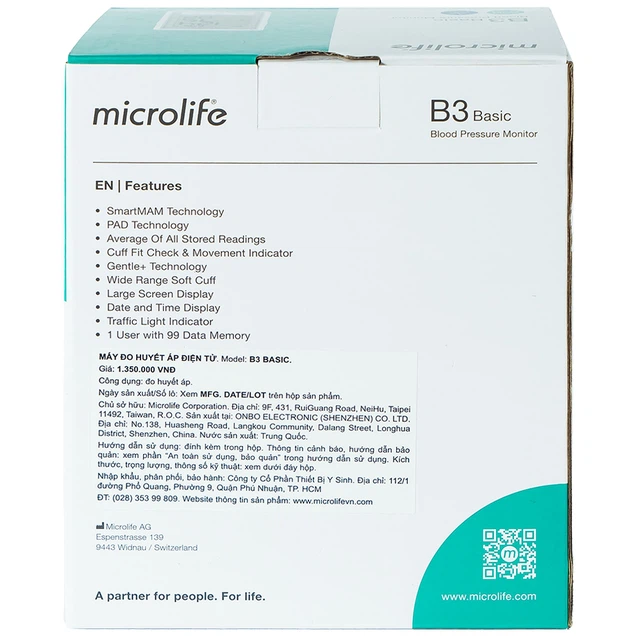 B3 Basic
microlife
microlife®
B3 Basic
Blood Pressure Monitor
EN | Features
• SmartMAM Technology
• PAD Technology
• Average Of All Stored Readings
• Cuff Fit Check & Movement Indicator
• Gentle+ Technology
• Wide Range Soft Cuff
• Large Screen Display
• Date and Time Display
• Traffic Light Indicator
• 1 User with 99 Data Memory
MÁY ĐO HUYẾT ÁP ĐIỆN TỬ. Model: B3 BASIC.
Giá: 1.350.000 VNĐ
Công dụng: đo huyết áp.
Ngày sản xuất/Số lô: Xem MFG. DATE/LOT trên hộp sản phẩm.
Chủ sở hữu: Microlife Corporation. Địa chỉ: 9F, 431, RuiGuang Road, NeiHu, Taipei
11492, Taiwan, R.O.C. Sản xuất tại: ONBO ELECTRONIC (SHENZHEN) CO. LTD.
Địa chỉ: No.138, Huasheng Road, Langkou Community, Dalang Street, Longhua
District, Shenzhen, China. Nước sản xuất: Trung Quốc.
Hướng dẫn sử dụng: đính kèm trong hộp. Thông tin cảnh báo, hướng dẫn bảo
quản: xem phần "An toàn sử dụng, bảo quản" trong hướng dẫn sử dụng. Kích
thước, trọng lượng, thông số kỹ thuật: xem dưới đáy hộp.
Nhập khẩu, phân phối, bảo hành: Công ty Cổ Phần Thiết Bị Y Sinh. Địa chỉ: 112/1
đường Phổ Quang, Phường 9, Quận Phú Nhuận, TP. HCM
ĐT: (028) 353 99 809. Website thông tin sản phẩm: www.microlifevn.com
Microlife AG
Espenstrasse 139
9443 Widnau / Switzerland
A partner for people. For life.
m
www.microlife.com